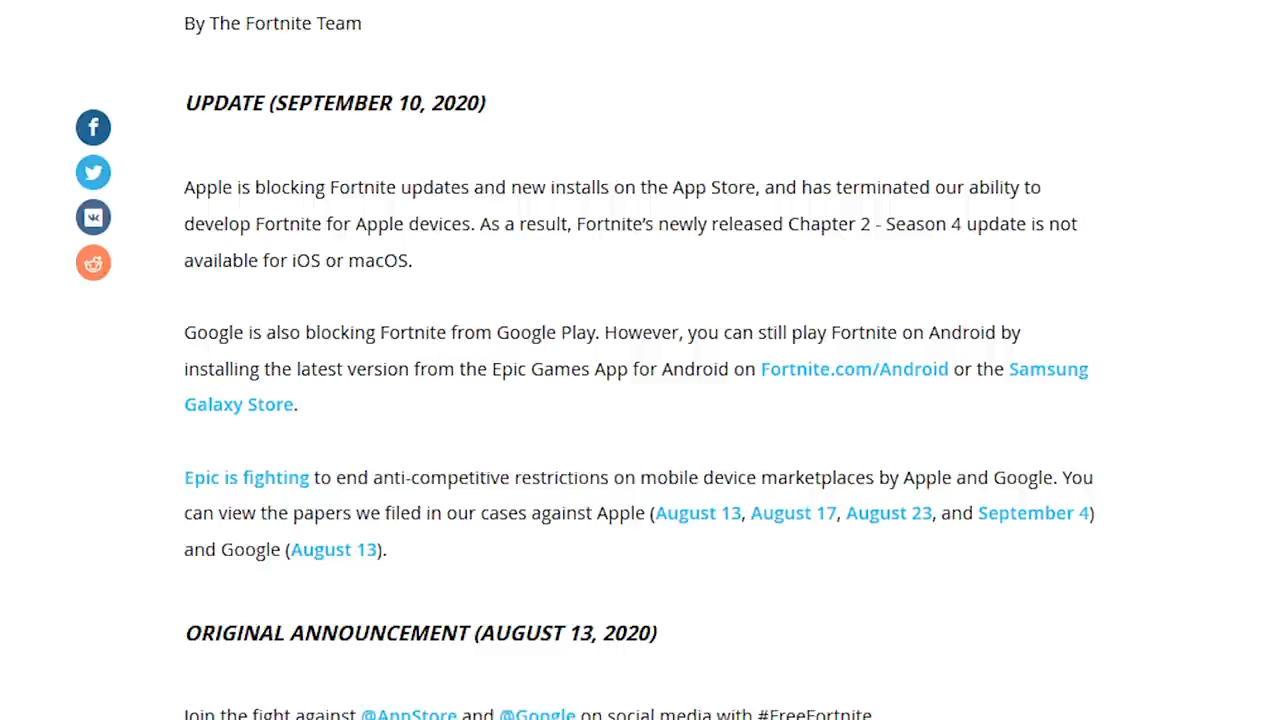 By The Fortnite Team
UPDATE (SEPTEMBER 10, 2020)
Apple is blocking Fortnite updates and new installs on the App Store, and has terminated our ability to
develop Fortnite for Apple devices. As a result, Fortnite’s newly released Chapter 2 - Season 4 update is not
available for iOS or macOS.
Google is also blocking Fortnite from Google Play. However, you can still play Fortnite on Android by
installing the latest version from the Epic Games App for Android on Fortnite.com/Android or the Samsung
Galaxy Store.
Epic is fighting to end anti-competitive restrictions on mobile device marketplaces by Apple and Google. You
can view the papers we filed in our cases against Apple (August 13, August 17, August 23, and September 4)
and Google (August 13).
ORIGINAL ANNOUNCEMENT (AUGUST 13, 2020)
Join the fight against @AppStore and @Google on social media with #FreeFortnite